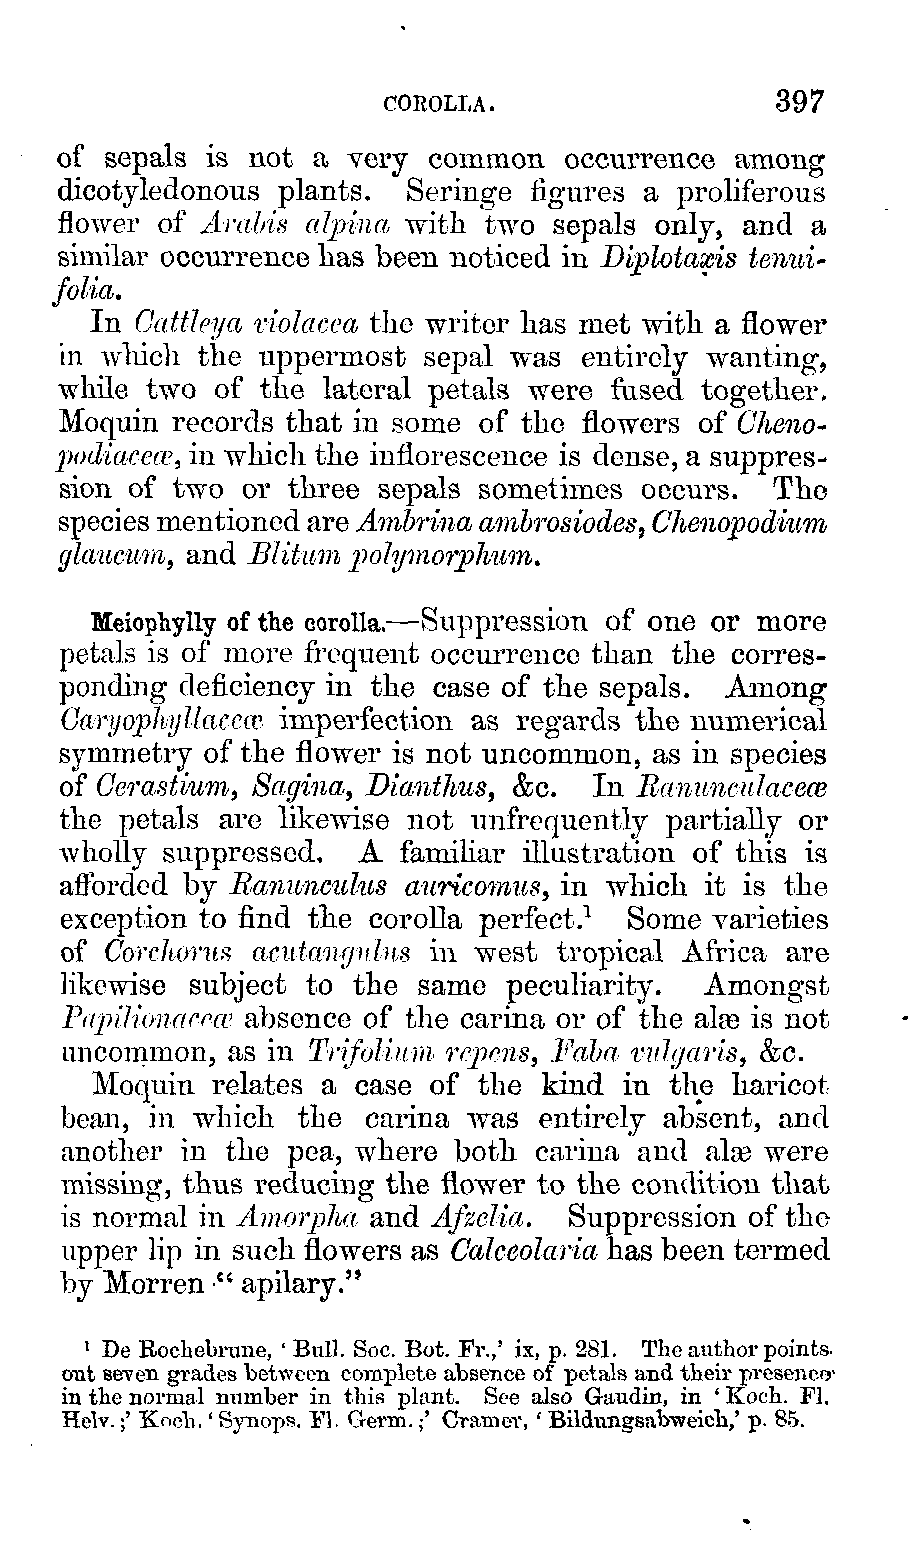 COROLLA. 397
of sepals is not a very common occurrence among
dicotyledonous plants. Seringe figures a proliferous
flower of Arabis alpina with two sepals only, and a
similar occurrence has been noticed in Diplotaxis tenui-
folia.
In Cattleya violacea the writer has met with a flower
in which the uppermost sepal was entirely wanting,
while two of the lateral petals were fused together.
Moquin records that in some of the flowers of Cheno-
podiaceæ, in which the inflorescence is dense, a suppres-
sion of two or three sepals sometimes occurs. The
species mentioned are Ambrina ambrosiodes, Chenopodium
glaucum, and Blitum polymorphum.
Meiophylly of the corolla.—Suppression of one or more
petals is of more frequent occurrence than the corres-
ponding deficiency in the case of the sepals. Among
Caryophyllaceæ imperfection as regards the numerical
symmetry of the flower is not uncommon, as in species
of Cerastium, Sagina, Dianthus, &c. In Ranunculaceæ
the petals are likewise not unfrequently partially or
wholly suppressed. A familiar illustration of this is
afforded by Ranunculus auricomus, in which it is the
exception to find the corolla perfect.¹ Some varieties
of Corchorus acutangulus in west tropical Africa are
likewise subject to the same peculiarity. Amongst
Papilionaceæ absence of the carina or of the alæ is not
uncommon, as in Trifolium repens, Faba vulgaris, &c.
Moquin relates a case of the kind in the haricot
bean, in which the carina was entirely absent, and
another in the pea, where both carina and alæ were
missing, thus reducing the flower to the condition that
is normal in Amorpha and Afzelia. Suppression of the
upper lip in such flowers as Calceolaria has been termed
by Morren “ apilary.”
¹ De Rochebrune, ‘ Bull. Soc. Bot. Fr.,’ ix, p. 281. The author points
out seven grades between complete absence of petals and their presence
in the normal number in this plant. See also Gaudin, in ‘ Koch. Fl.
Helv. ;’ Koch. ‘ Synops. Fl. Germ. ;’ Cramer, ‘ Bildungsabweich,’ p. 85.